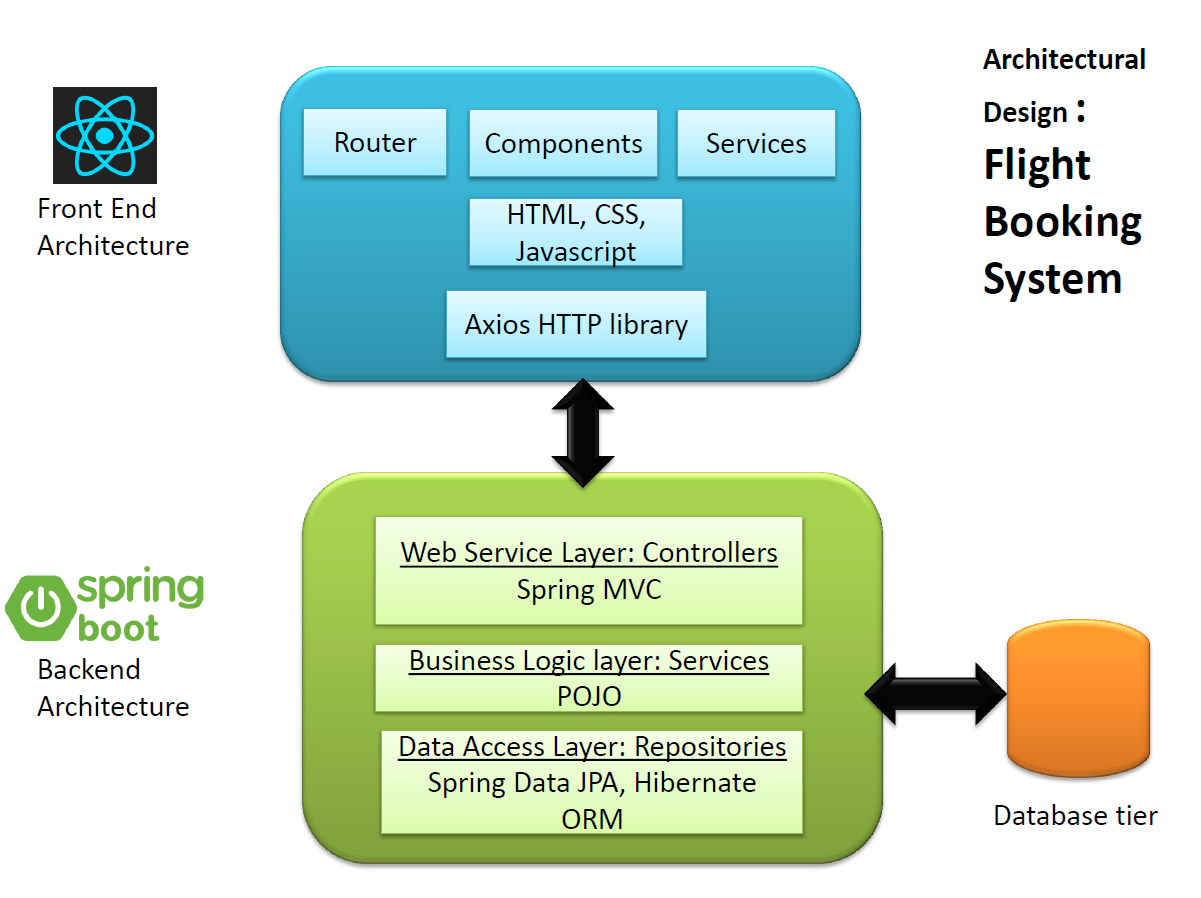 Architectural
Design :
Flight
Booking
System
Front End
Architecture
Router
Components
Services
HTML, CSS,
Javascript
Axios HTTP library
spring
boot
Backend
Architecture
Web Service Layer: Controllers
Spring MVC
Business Logic layer: Services
POJO
Data Access Layer: Repositories
Spring Data JPA, Hibernate
ORM
Database tier